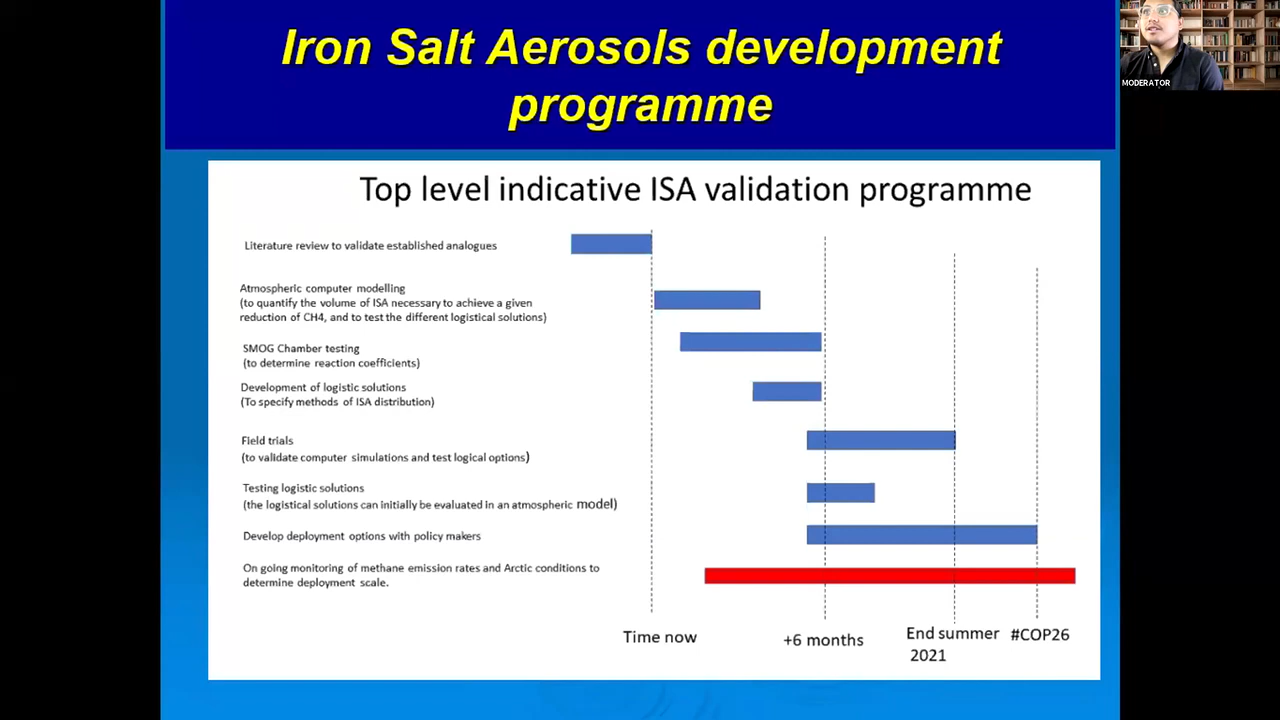 Iron Salt Aerosols development
programme
MODERATOR
Top level indicative ISA validation programme
Literature review to validate established analogues
Atmospheric computer modelling
(to quantify the volume of ISA necessary to achieve a given
reduction of CH4, and to test the different logistical solutions)
SMOG Chamber testing
(to determine reaction coefficients)
Development of logistic solutions
(To specify methods of ISA distribution)
Field trials
(to validate computer simulations and test logical options)
Testing logistic solutions
(the logistical solutions can initially be evaluated in an atmospheric model)
Develop deployment options with policy makers
On going monitoring of methane emission rates and Arctic conditions to
determine deployment scale.
Time now
+6 months
End summer
2021
#COP26